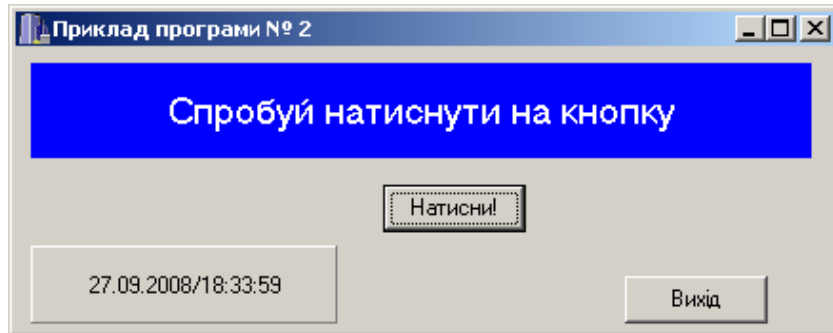 Приклад програми № 2
Спробуй натиснути на кнопку
Натисни!
27.09.2008/18:33:59
Вихід